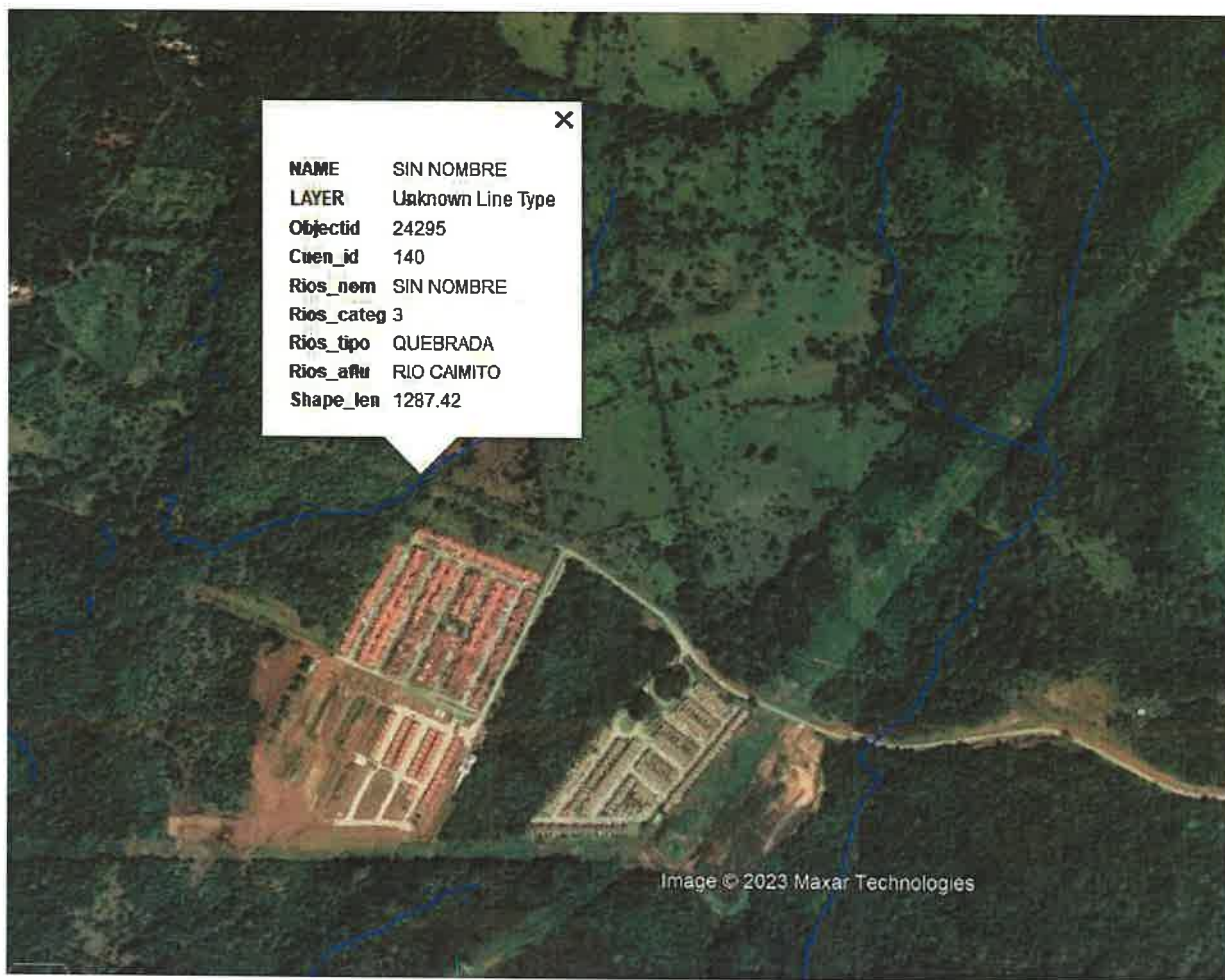 NAME SIN NOMBRE
LAYER Unknown Line Type
Objectid 24295
Cuen_id 140
Rios_nom SIN NOMBRE
Rios_categ 3
Rios_tipo QUEBRADA
Rios_aflu RIO CAIMITO
Shape_len 1287.42
Image © 2023 Maxar Technologies